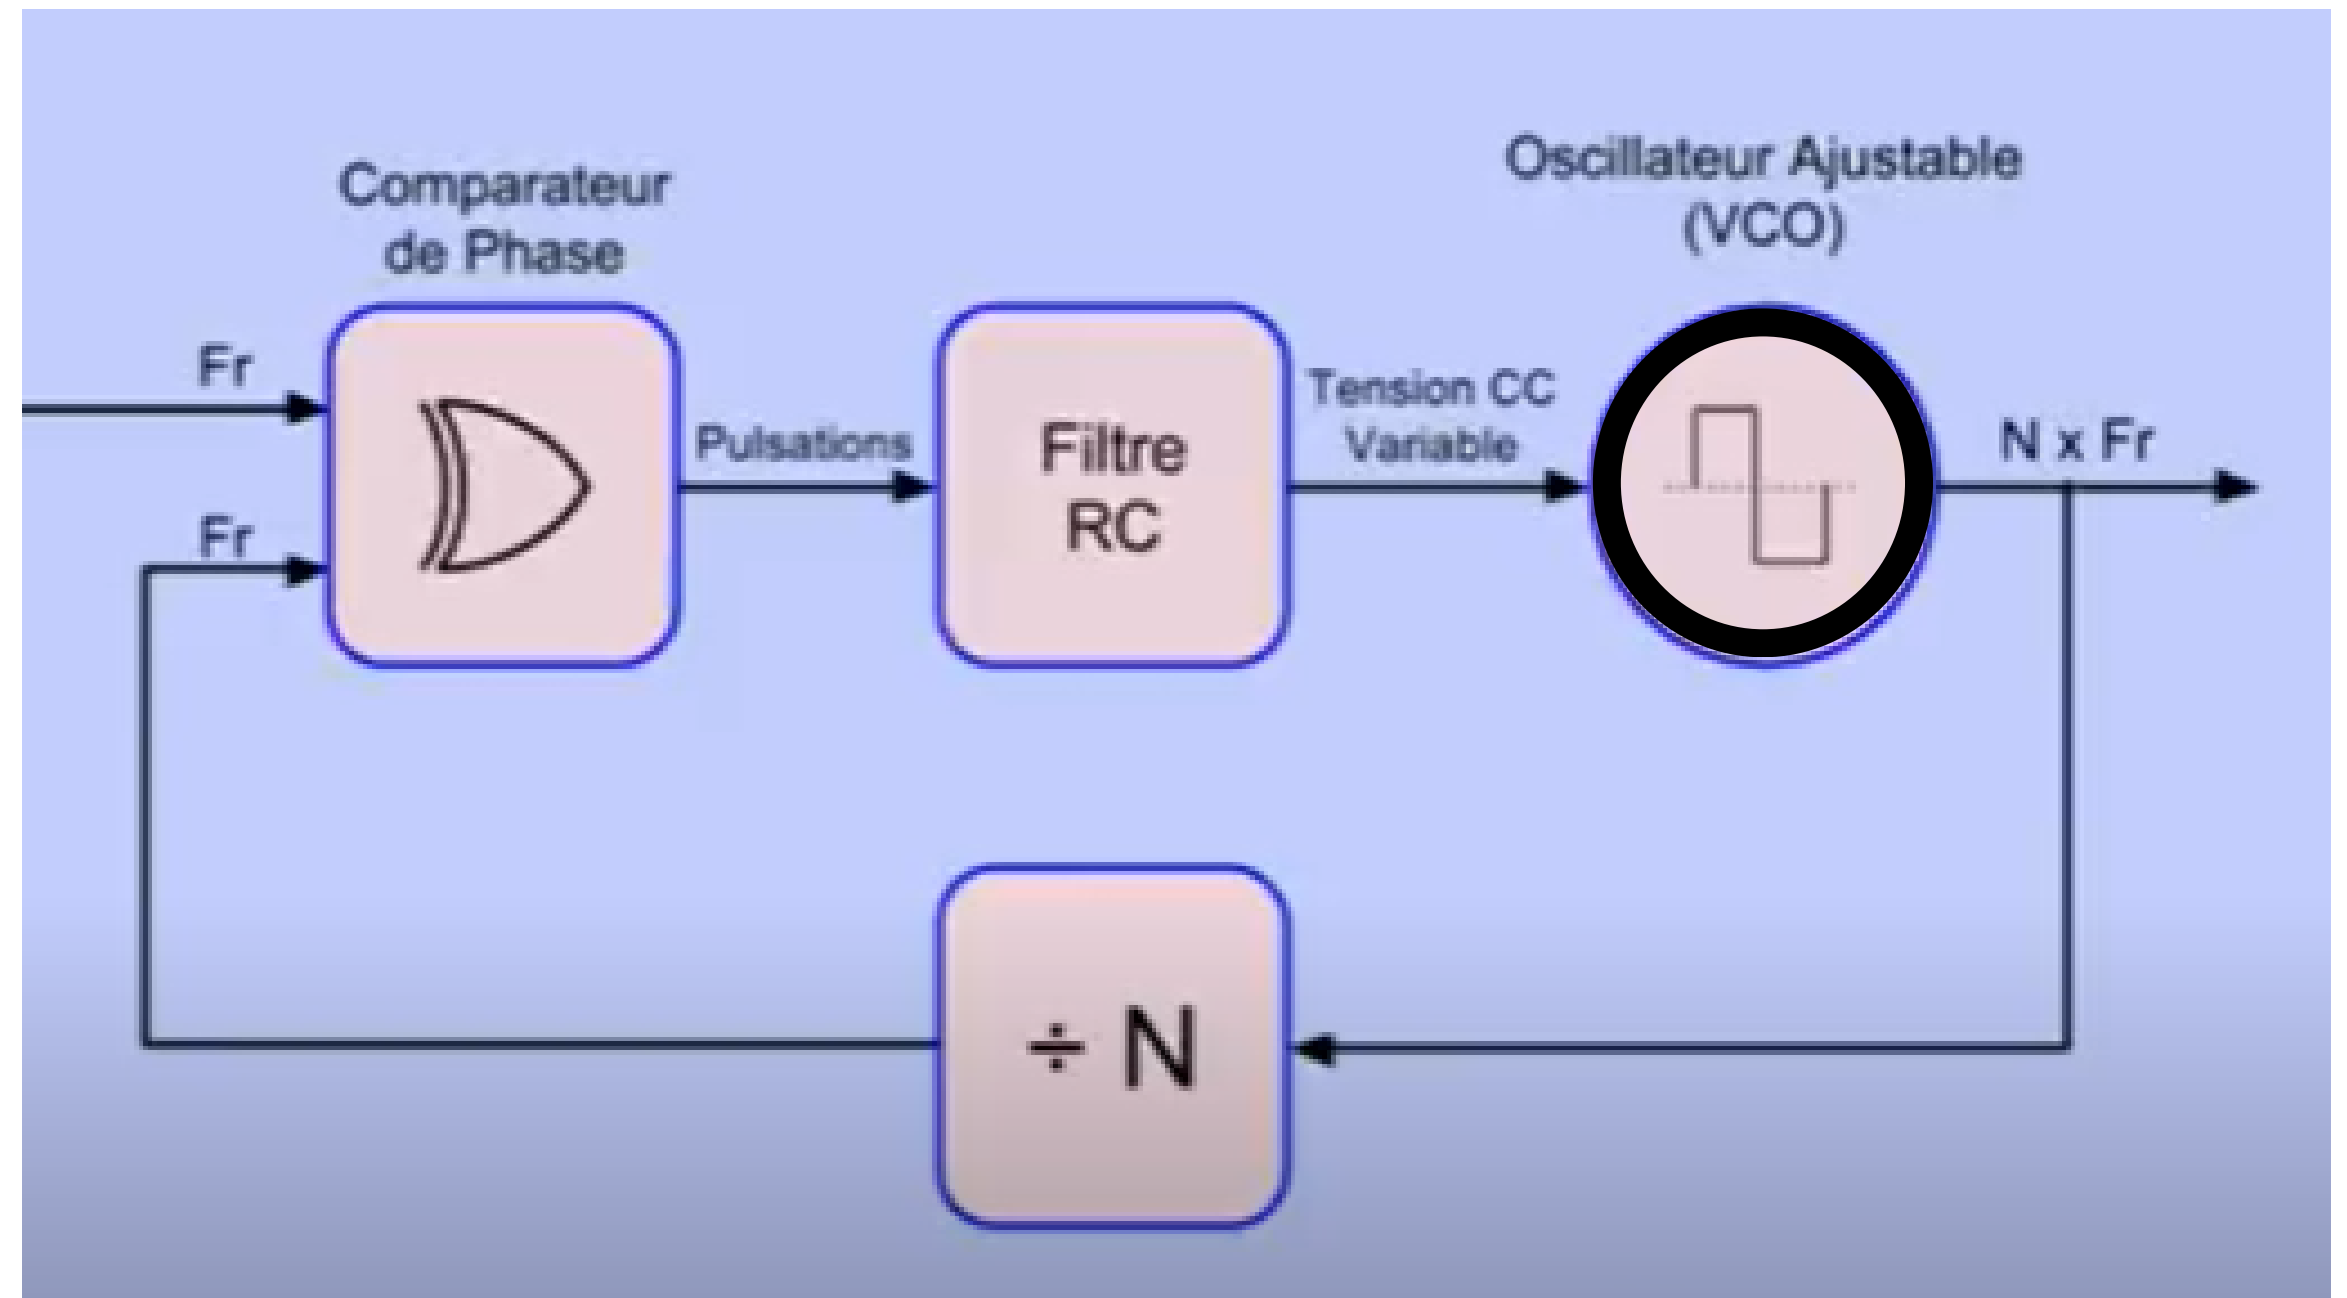 Comparateur
de Phase
Oscillateur Ajustable
(VCO)
Fr
Fr
Pulsations
Filtre
RC
Tension CC
Variable
N x Fr
÷ N